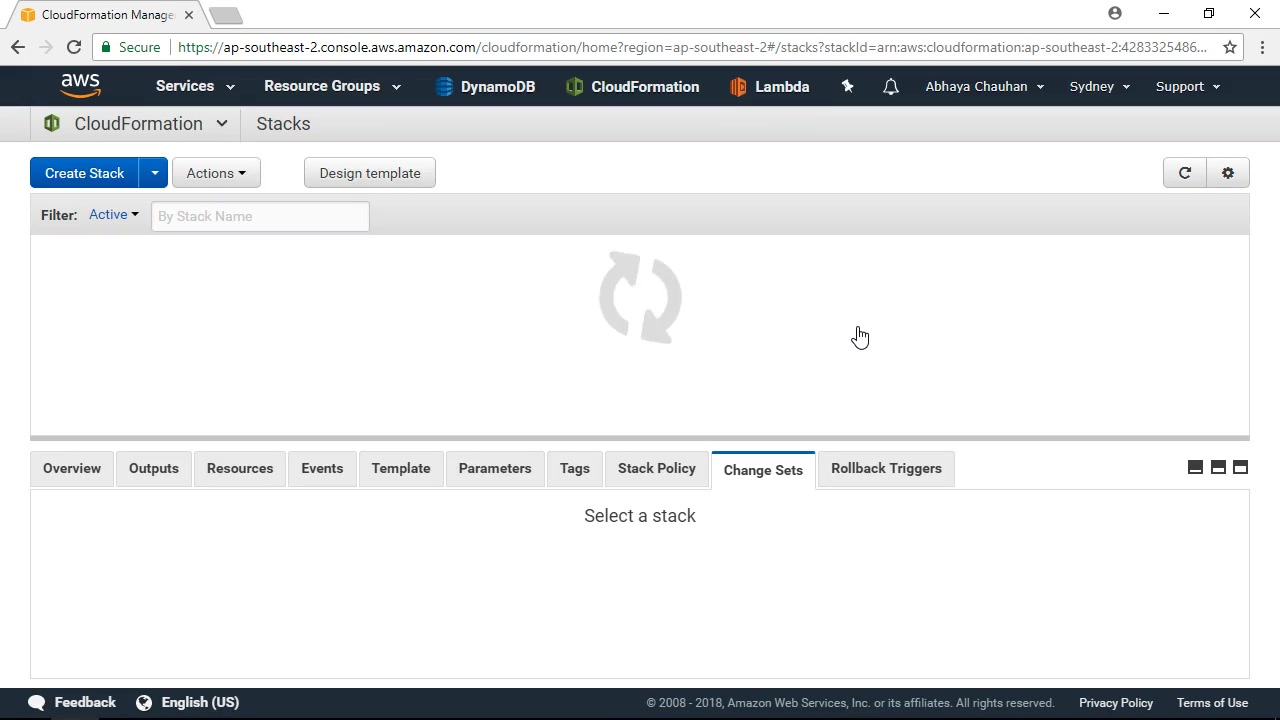 CloudFormation Manage
Secure https://ap-southeast-2.console.aws.amazon.com/cloudformation/home?region=ap-southeast-2#/stacks?stackId=arn:aws:cloudformation:ap-southeast-2:4283325486...
aws Services Resource Groups DynamoDB CloudFormation Lambda Abhaya Chauhan Sydney Support
CloudFormation Stacks
Create Stack Actions Design template
Filter: Active By Stack Name
Overview Outputs Resources Events Template Parameters Tags Stack Policy Change Sets Rollback Triggers
Select a stack
Feedback English (US) © 2008 - 2018, Amazon Web Services, Inc. or its affiliates. All rights reserved. Privacy Policy Terms of Use